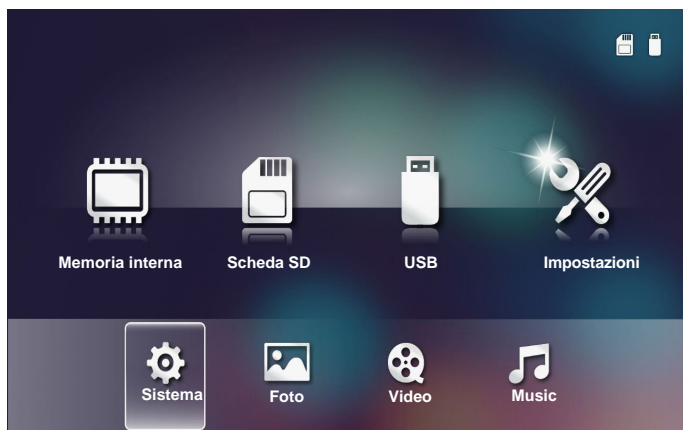 Memoria interna
Scheda SD
USB
Impostazioni
Sistema
Foto
Video
Music